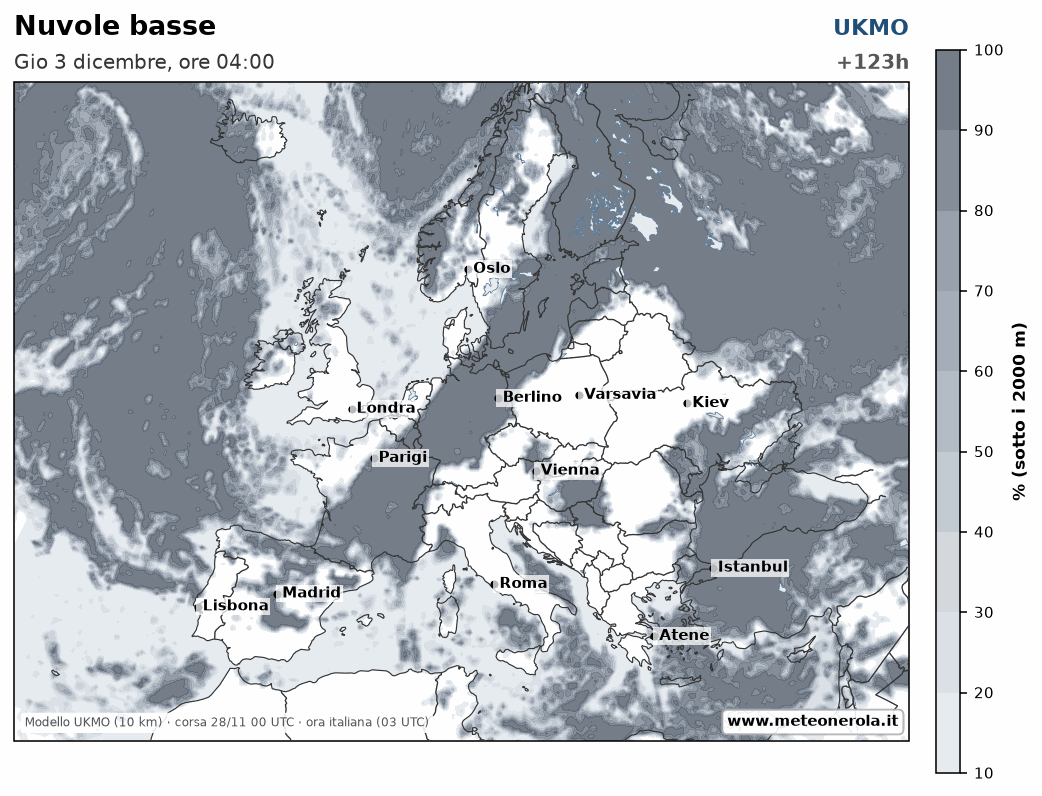 Nuvole basse
UKMO
Gio 3 dicembre, ore 04:00
+123h
100
90
80
70
60
50
40
30
20
10
% (sotto i 2000 m)
Oslo
Londra
Berlino
Varsavia
Kiev
Parigi
Vienna
Istanbul
Roma
Madrid
Lisbona
Atene
Modello UKMO (10 km) · corsa 28/11 00 UTC · ora italiana (03 UTC)
www.meteonerola.it